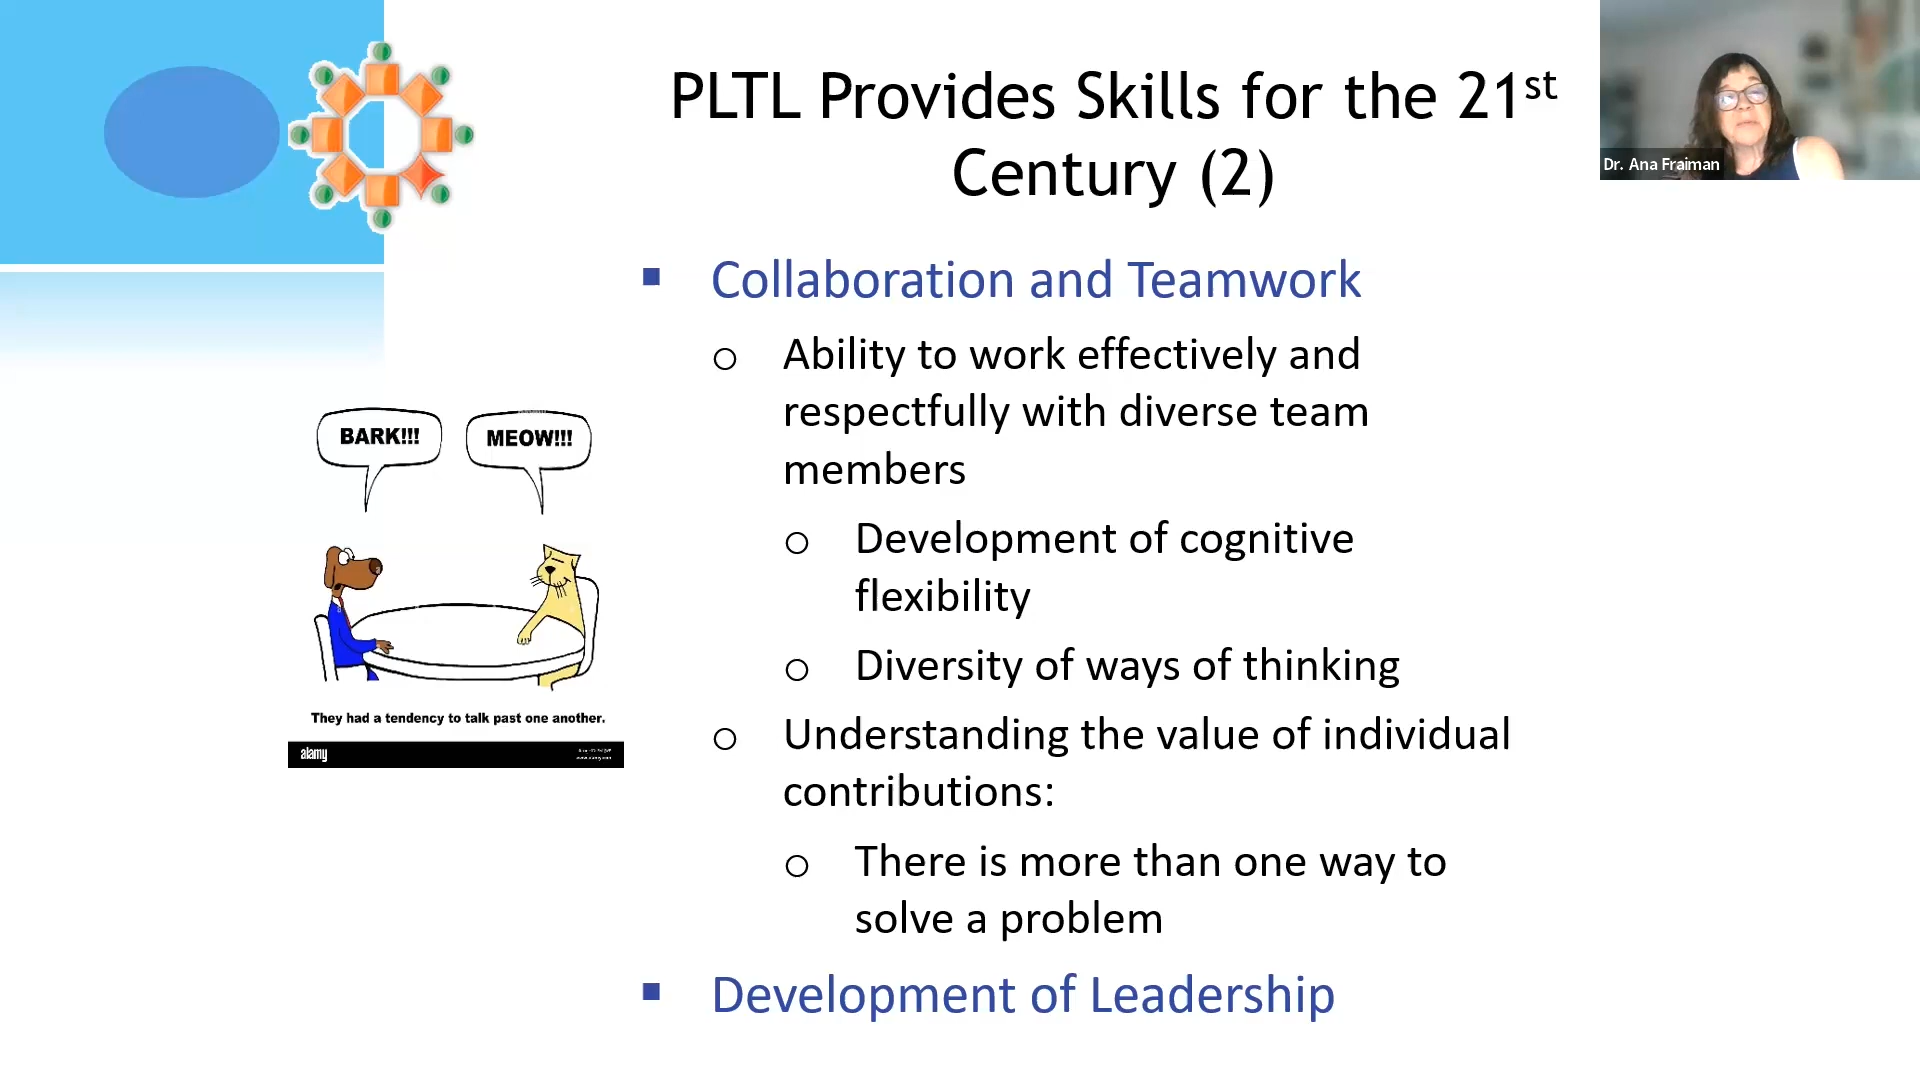 PLTL Provides Skills for the 21st
Century (2)
Dr. Ana Fraiman
▪ Collaboration and Teamwork
o Ability to work effectively and
respectfully with diverse team
members
o Development of cognitive
flexibility
o Diversity of ways of thinking
o Understanding the value of individual
contributions:
o There is more than one way to
solve a problem
▪ Development of Leadership
BARK!!!
MEOW!!!
They had a tendency to talk past one another.
alamy